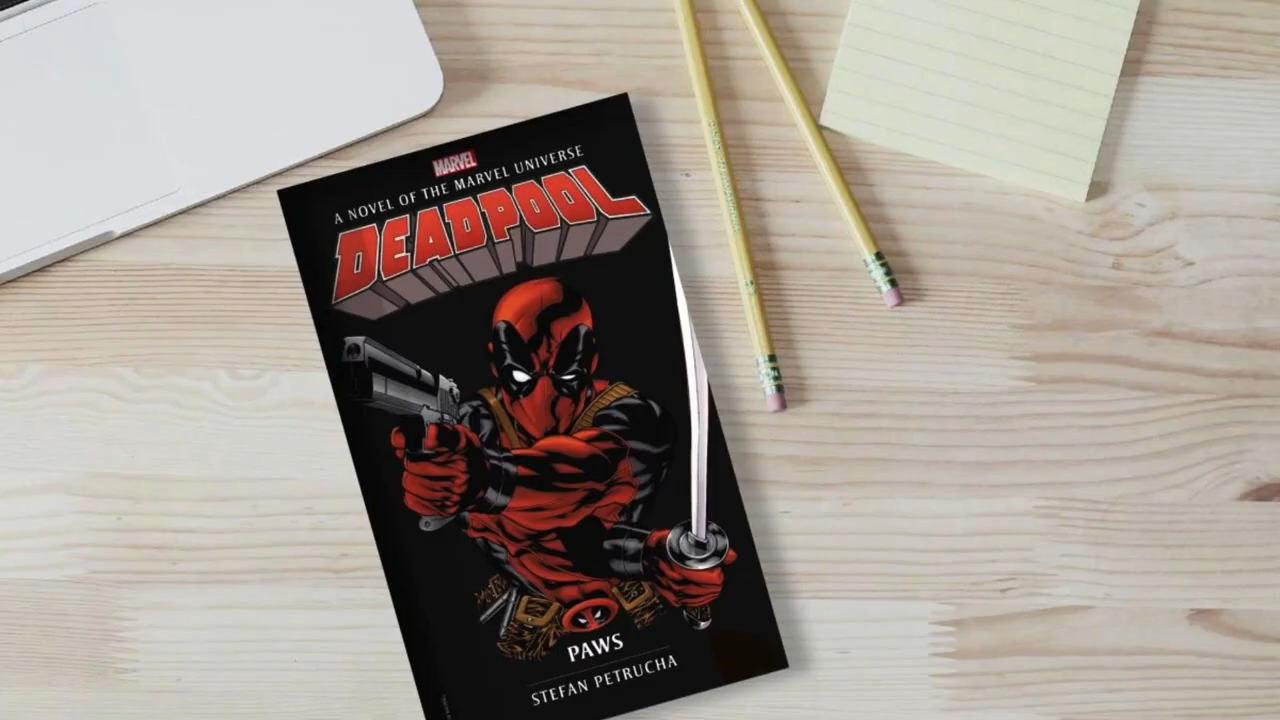 MARVEL
A NOVEL OF THE MARVEL UNIVERSE
DEADPOOL
PAWS
STEFAN PETRUCHA